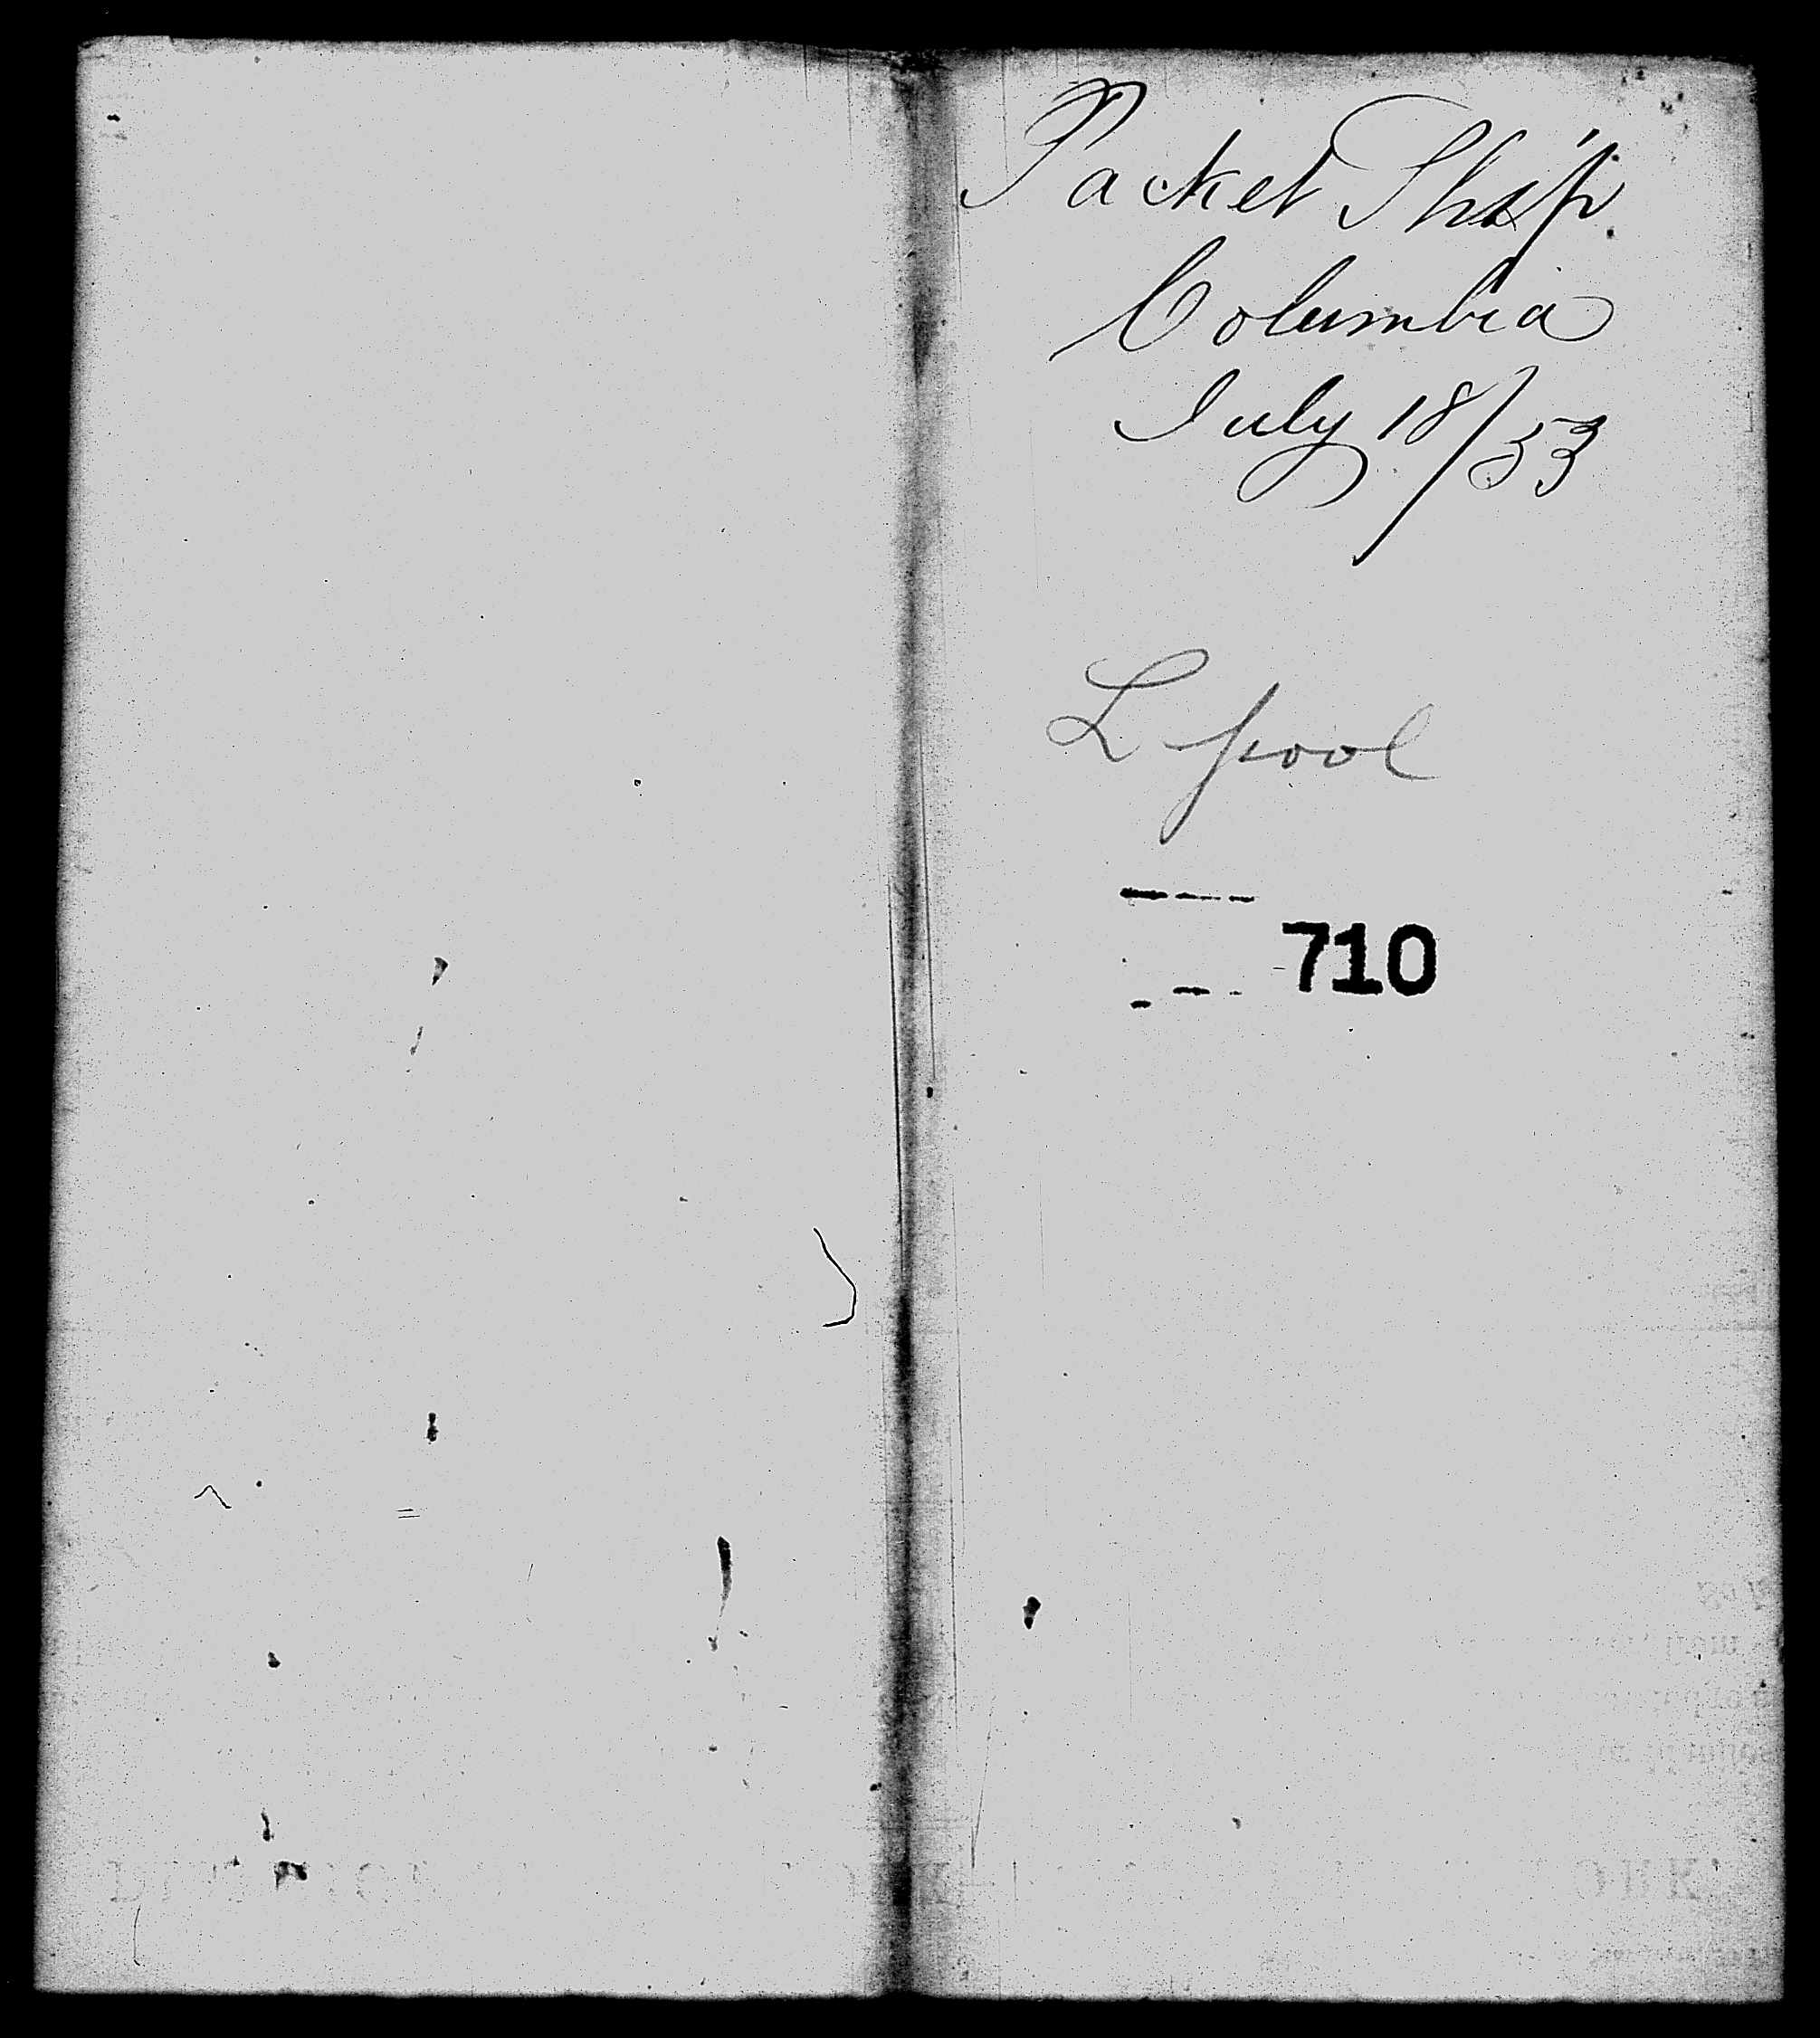 Packet Ship
Columbia
July 18/53
L pool
710